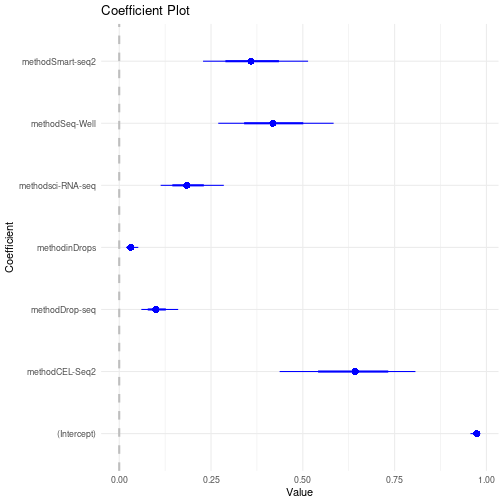 Coefficient Plot
Coefficient
methodSmart-seq2
methodSeq-Well
methodsci-RNA-seq
methodinDrops
methodDrop-seq
methodCEL-Seq2
(Intercept)
0.00 0.25 0.50 0.75 1.00
Value